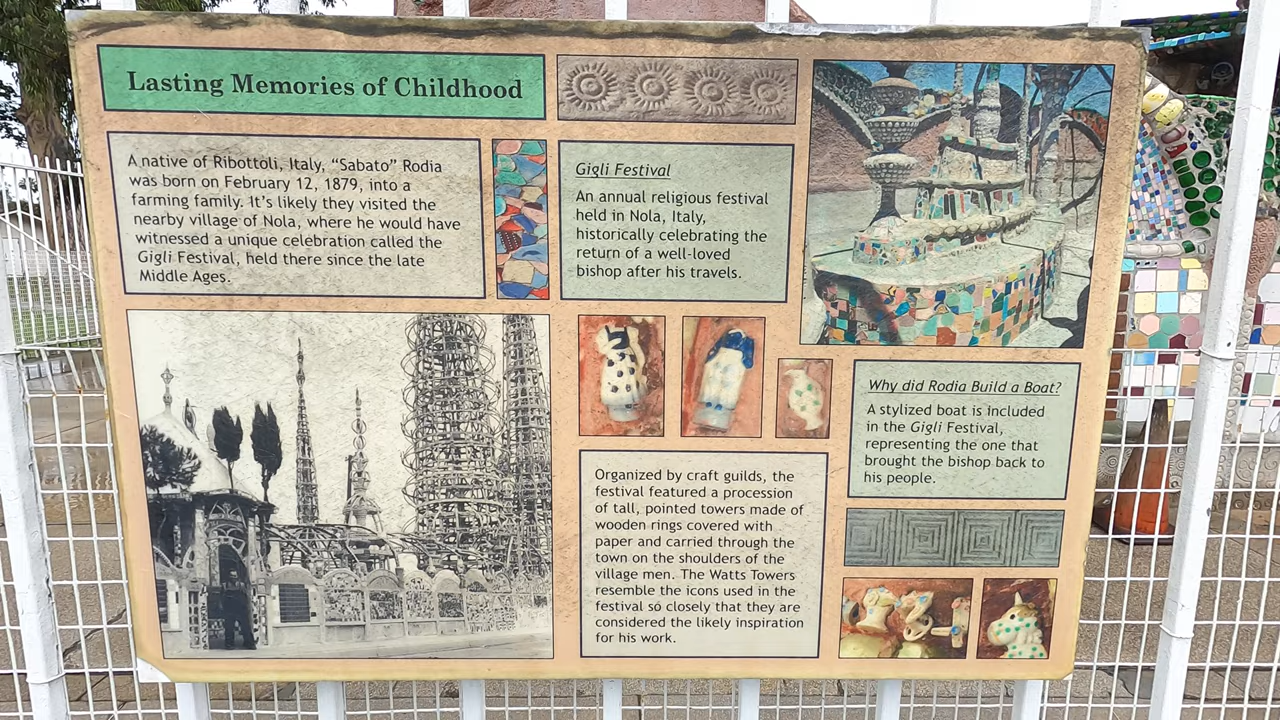 Lasting Memories of Childhood
A native of Ribottoli, Italy, “Sabato” Rodia
was born on February 12, 1879, into a
farming family. It’s likely they visited the
nearby village of Nola, where he would have
witnessed a unique celebration called the
Gigli Festival, held there since the late
Middle Ages.
Gigli Festival
An annual religious festival
held in Nola, Italy,
historically celebrating the
return of a well-loved
bishop after his travels.
Organized by craft guilds, the
festival featured a procession
of tall, pointed towers made of
wooden rings covered with
paper and carried through the
town on the shoulders of the
village men. The Watts Towers
resemble the icons used in the
festival so closely that they are
considered the likely inspiration
for his work.
Why did Rodia Build a Boat?
A stylized boat is included
in the Gigli Festival,
representing the one that
brought the bishop back to
his people.